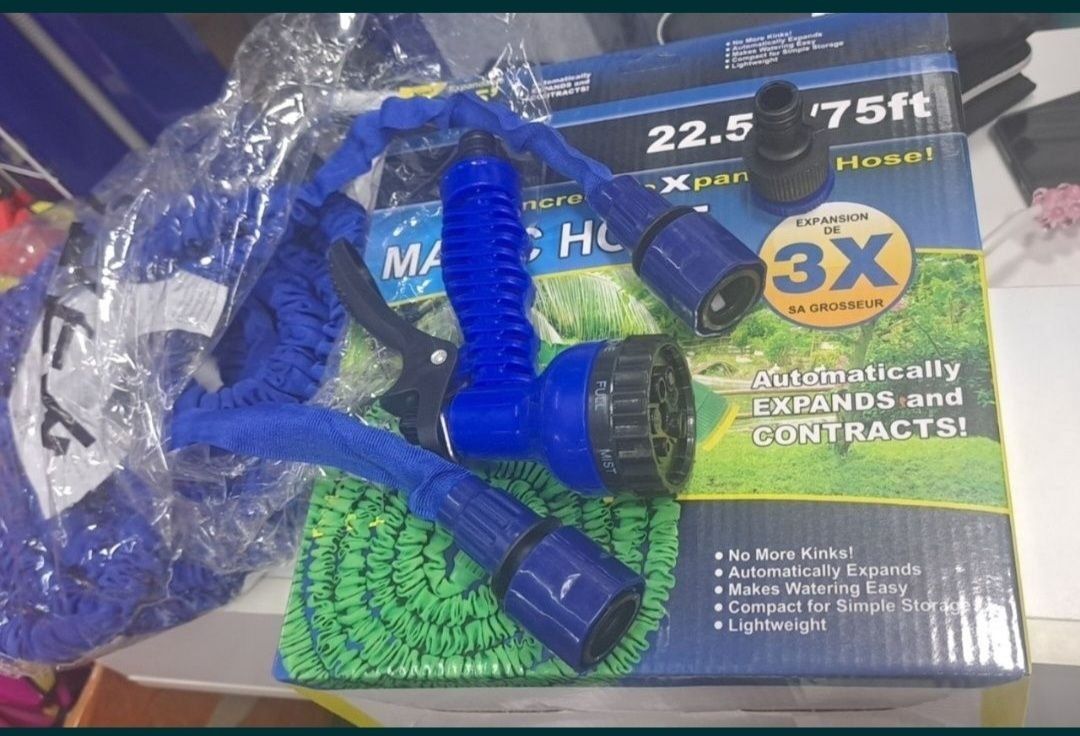 No More Kinks!
Automatically Expands
Makes Watering Easy
Compact for Simple Storage
Lightweight
EXPANDS and
CONTRACTS!
22.5 /75ft
Hose!
EXPANSION
DE
3X
SA GROSSEUR
FULL
MIST
Automatically
EXPANDS and
CONTRACTS!
• No More Kinks!
• Automatically Expands
• Makes Watering Easy
• Compact for Simple Storage
• Lightweight